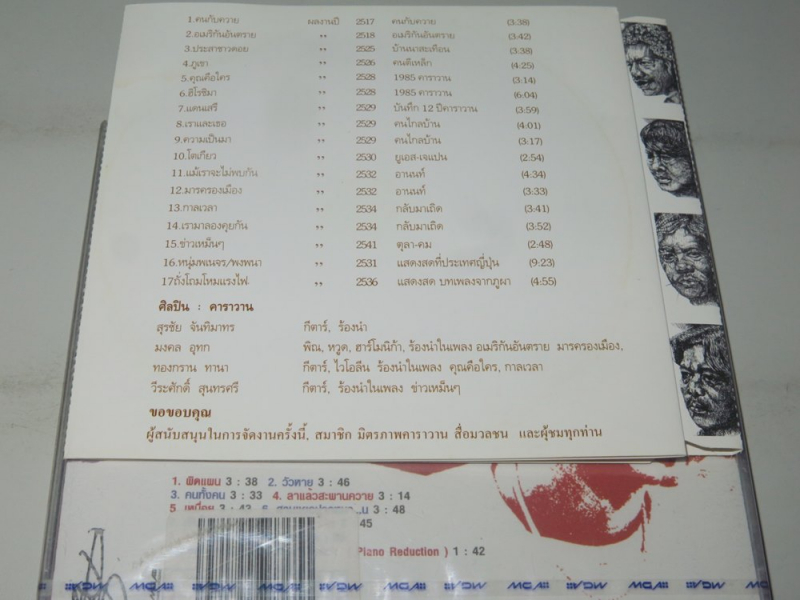 1.คนกับควาย ผลงานปี 2517 คนกับควาย (3:38)
2.อเมริกันอันตราย ,, 2518 อเมริกันอันตราย (3:42)
3.ประสาชาวดอย ,, 2525 บ้านนาสะเทือน (3:38)
4.ภูเขา ,, 2526 คนตีเหล็ก (4:25)
5.คุณคือใคร ,, 2528 1985 คาราวาน (3:14)
6.ฮิโรชิมา ,, 2528 1985 คาราวาน (6:04)
7.แดนเสรี ,, 2529 บันทึก 12 ปีคาราวาน (3:59)
8.เราและเธอ ,, 2529 คนไกลบ้าน (4:01)
9.ความเป็นมา ,, 2529 คนไกลบ้าน (3:17)
10.โตเกียว ,, 2530 ยูเอส-เจแปน (2:54)
11.แม้เราจะไม่พบกัน ,, 2532 อานนท์ (4:34)
12.มารครองเมือง ,, 2532 อานนท์ (3:33)
13.กาลเวลา ,, 2534 กลับมาเถิด (3:41)
14.เรามาลองคุยกัน ,, 2534 กลับมาเถิด (3:52)
15.ข่าวเหม็นๆ ,, 2541 ตุลา-คม (2:48)
16.หนุ่มพเนจร/พงพนา ,, 2531 แสดงสดที่ประเทศญี่ปุ่น (9:23)
17ถั่งโถมโหมแรงไฟ ,, 2536 แสดงสด บทเพลงจากภูผา (4:55)
ศิลปิน : คาราวาน
สุรชัย จันทิมาทร กีตาร์, ร้องนำ
มงคล อุทก พิณ, หวูด, ฮาร์โมนิก้า, ร้องนำในเพลง อเมริกันอันตราย มารครองเมือง,
ทองกราน ทานา กีตาร์, ไวโอลีน ร้องนำในเพลง คุณคือใคร, กาลเวลา
วีระศักดิ์ สุนทรศรี กีตาร์, ร้องนำในเพลง ข่าวเหม็นๆ
ขอขอบคุณ
ผู้สนับสนุนในการจัดงานครั้งนี้, สมาชิก มิตรภาพคาราวาน สื่อมวลชน และผู้ชมทุกท่าน
1. ผิดแผน 3 : 38 2. วัวตาย 3 : 46
3. คนทั้งคน 3 : 33 4. ลาแล้วสะพานควาย 3 : 14
5 เหนื่อย 3 : 43 6. 3 : 48
45
Piano Reduction ) 1 : 42
MGA MGA MGA MGA